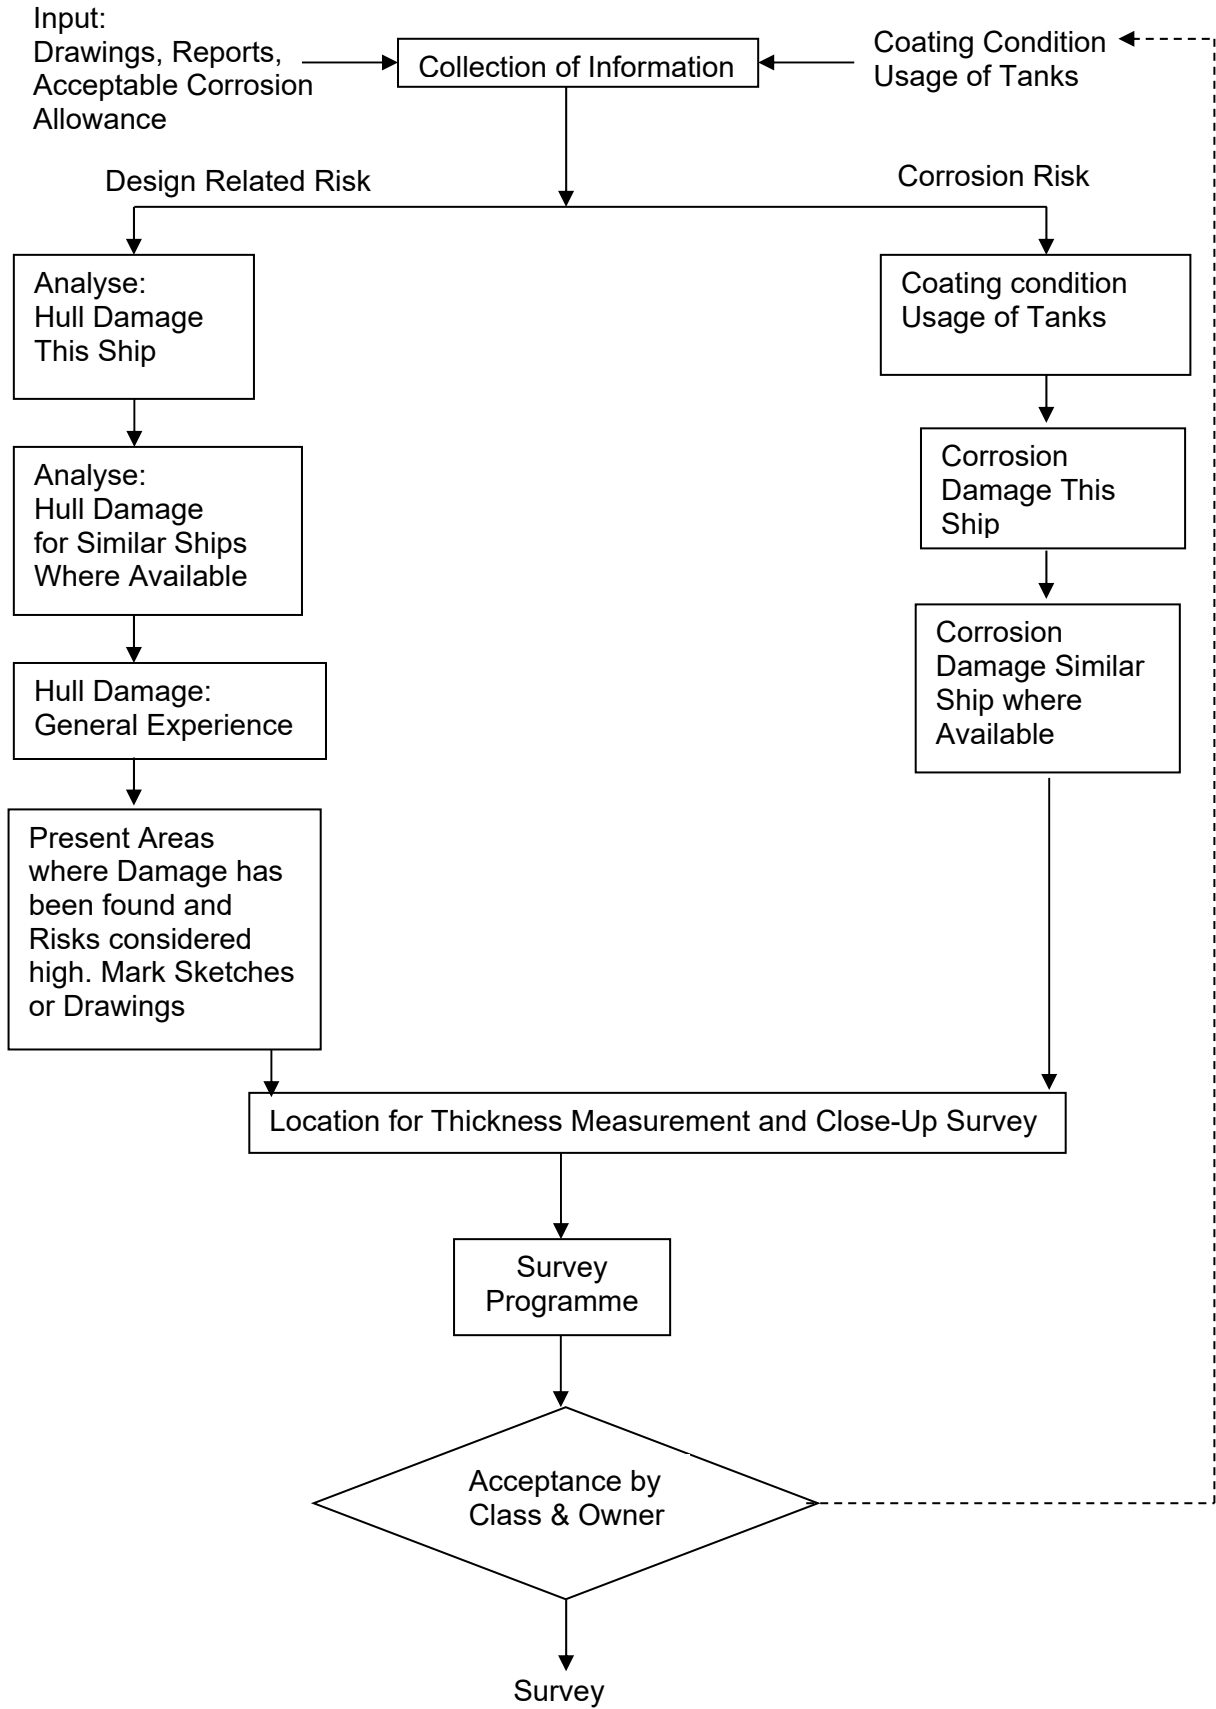 Input:
Drawings, Reports,
Acceptable Corrosion
Allowance
Collection of Information
Coating Condition
Usage of Tanks
Design Related Risk
Corrosion Risk
Analyse:
Hull Damage
This Ship
Coating condition
Usage of Tanks
Analyse:
Hull Damage
for Similar Ships
Where Available
Corrosion
Damage This
Ship
Hull Damage:
General Experience
Corrosion
Damage Similar
Ship where
Available
Present Areas
where Damage has
been found and
Risks considered
high. Mark Sketches
or Drawings
Location for Thickness Measurement and Close-Up Survey
Survey
Programme
Acceptance by
Class & Owner
Survey